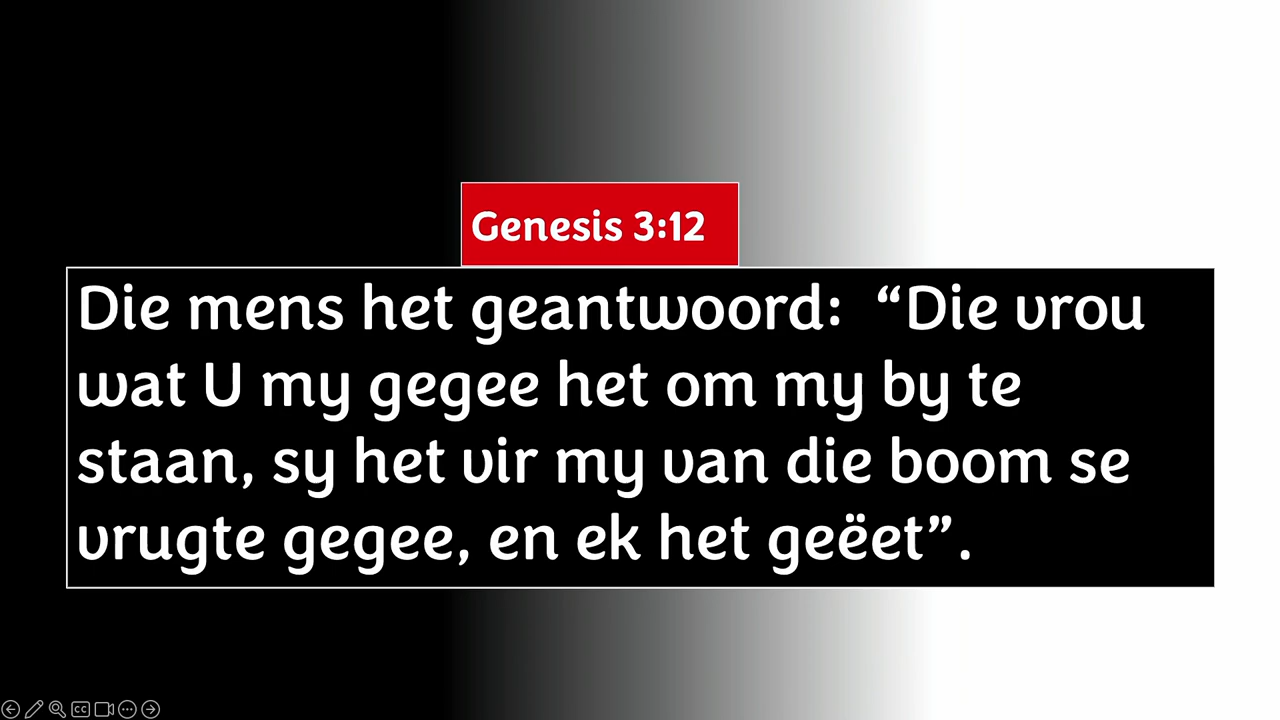 Genesis 3:12
Die mens het geantwoord:  “Die vrou
wat U my gegee het om my by te
staan, sy het vir my van die boom se
vrugte gegee, en ek het geëet”.